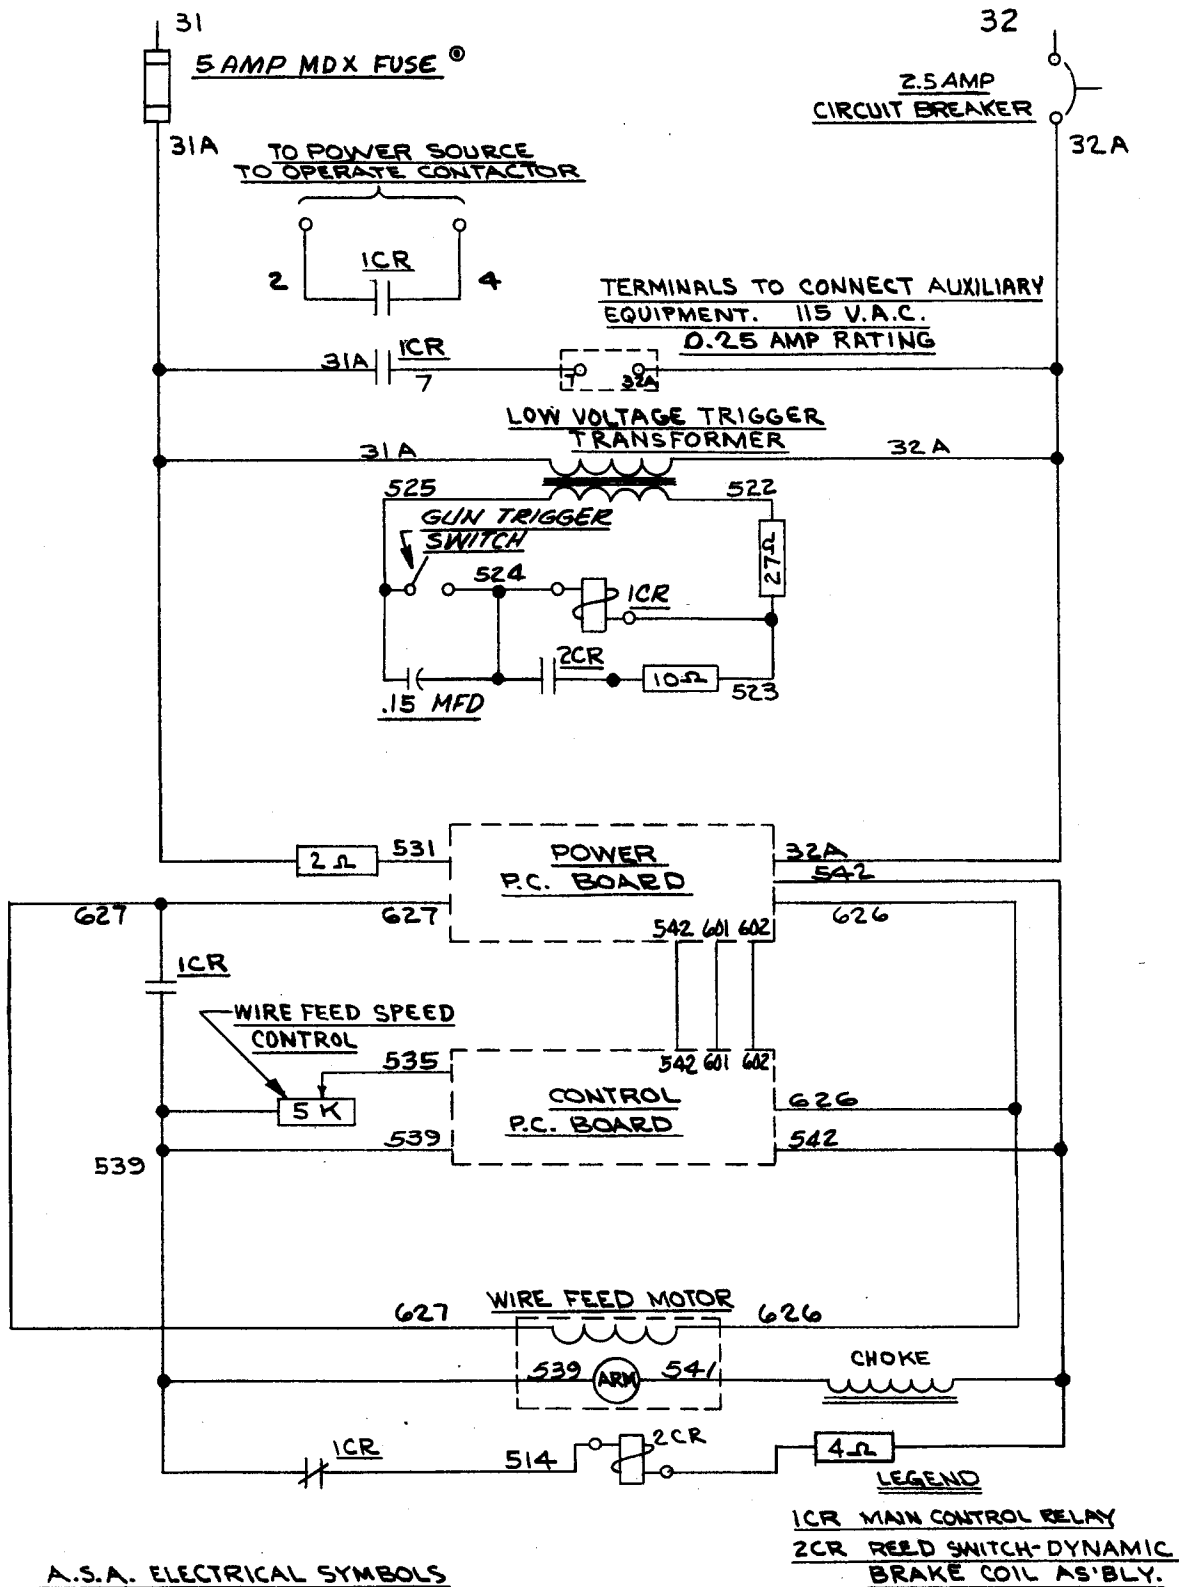 31
32
5 AMP MDX FUSE
2.5 AMP
CIRCUIT BREAKER
31A
32A
TO POWER SOURCE
TO OPERATE CONTACTOR
2
1CR
4
TERMINALS TO CONNECT AUXILIARY
EQUIPMENT. 115 V.A.C.
0.25 AMP RATING
31A
1CR
7
7
32A
LOW VOLTAGE TRIGGER
TRANSFORMER
31A
32A
525
522
GUN TRIGGER
SWITCH
27Ω
524
1CR
2CR
10Ω
523
.15 MFD
2Ω
531
POWER
P.C. BOARD
32A
542
627
627
542 601 602
626
1CR
WIRE FEED SPEED
CONTROL
535
542 601 602
5 K
CONTROL
P.C. BOARD
626
539
542
539
627
WIRE FEED MOTOR
626
539
ARM
541
CHOKE
1CR
514
2CR
4Ω
LEGEND
1CR MAIN CONTROL RELAY
2CR REED SWITCH-DYNAMIC
BRAKE COIL AS'BLY.
A.S.A. ELECTRICAL SYMBOLS